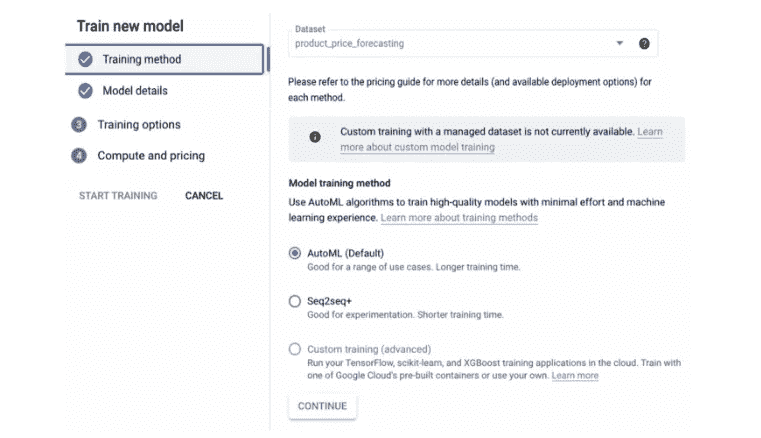 Train new model
Training method
Model details
3 Training options
4 Compute and pricing
START TRAINING CANCEL
Dataset
product_price_forecasting
Please refer to the pricing guide for more details (and available deployment options) for
each method.
Custom training with a managed dataset is not currently available. Learn
more about custom model training
Model training method
Use AutoML algorithms to train high-quality models with minimal effort and machine
learning experience. Learn more about training methods
AutoML (Default)
Good for a range of use cases. Longer training time.
Seq2seq+
Good for experimentation. Shorter training time.
Custom training (advanced)
Run your TensorFlow, scikit-learn, and XGBoost training applications in the cloud. Train with
one of Google Cloud's pre-built containers or use your own. Learn more
CONTINUE